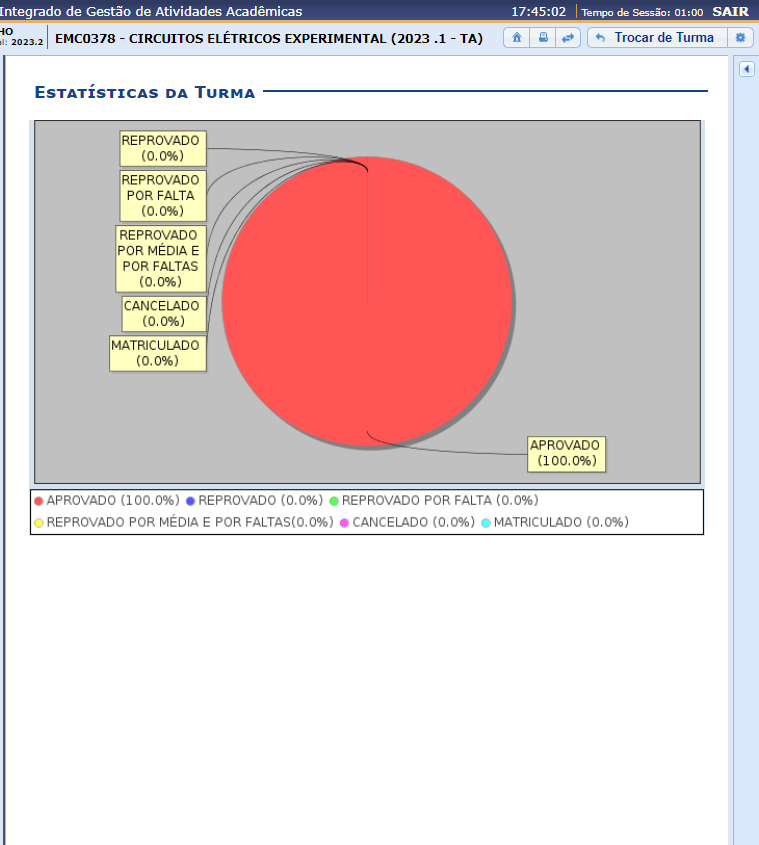 Integrado de Gestão de Atividades Acadêmicas 17:45:02 Tempo de Sessão: 01:00 SAIR
HO
el: 2023.2
EMC0378 - CIRCUITOS ELÉTRICOS EXPERIMENTAL (2023 .1 - TA) Trocar de Turma
Estatísticas da Turma
REPROVADO
(0.0%)
REPROVADO
POR FALTA
(0.0%)
REPROVADO
POR MÉDIA E
POR FALTAS
(0.0%)
CANCELADO
(0.0%)
MATRICULADO
(0.0%)
APROVADO
(100.0%)
APROVADO (100.0%) REPROVADO (0.0%) REPROVADO POR FALTA (0.0%)
REPROVADO POR MÉDIA E POR FALTAS(0.0%) CANCELADO (0.0%) MATRICULADO (0.0%)